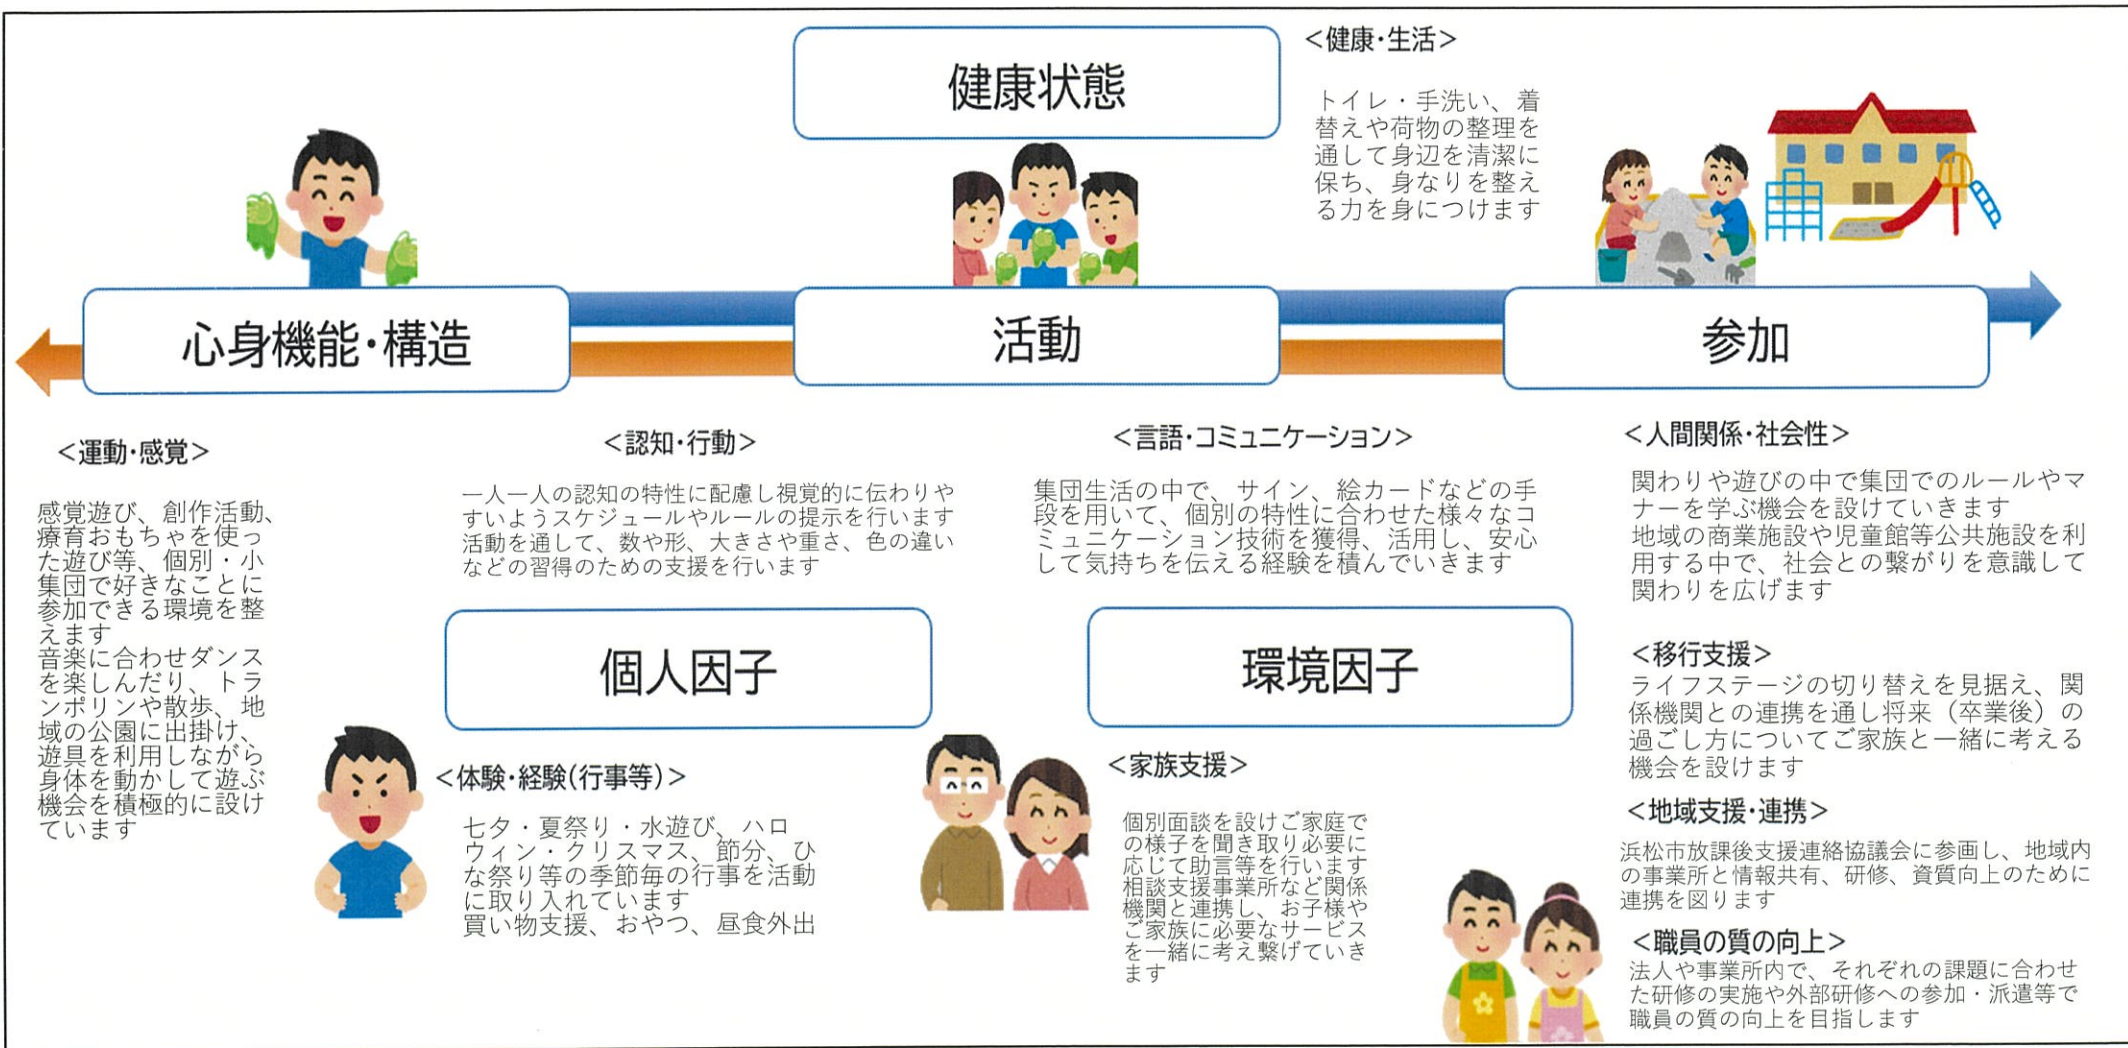 健康状態
＜健康・生活＞
トイレ・手洗い、着
替えや荷物の整理を
通して身辺を清潔に
保ち、身なりを整え
る力を身につけます
心身機能・構造
活動
参加
＜運動・感覚＞
感覚遊び、創作活動、
療育おもちゃを使っ
た遊び等、個別・小
集団で好きなことに
参加できる環境を整
えます
音楽に合わせダンス
を楽しんだり、トラ
ンポリンや散歩、地
域の公園に出掛け、
遊具を利用しながら
身体を動かして遊ぶ
機会を積極的に設け
ています
＜認知・行動＞
一人一人の認知の特性に配慮し視覚的に伝わりや
すいようスケジュールやルールの提示を行います
活動を通して、数や形、大きさや重さ、色の違い
などの習得のための支援を行います
＜言語・コミュニケーション＞
集団生活の中で、サイン、絵カードなどの手
段を用いて、個別の特性に合わせた様々なコ
ミュニケーション技術を獲得、活用し、安心
して気持ちを伝える経験を積んでいきます
＜人間関係・社会性＞
関わりや遊びの中で集団でのルールやマ
ナーを学ぶ機会を設けていきます
地域の商業施設や児童館等公共施設を利
用する中で、社会との繋がりを意識して
関わりを広げます
個人因子
環境因子
＜体験・経験(行事等)＞
七夕・夏祭り・水遊び、ハロ
ウィン・クリスマス、節分、ひ
な祭り等の季節毎の行事を活動
に取り入れています
買い物支援、おやつ、昼食外出
＜家族支援＞
個別面談を設けご家庭で
の様子を聞き取り必要に
応じて助言等を行います
相談支援事業所など関係
機関と連携し、お子様や
ご家族に必要なサービス
を一緒に考え繋げていき
ます
＜移行支援＞
ライフステージの切り替えを見据え、関
係機関との連携を通し将来（卒業後）の
過ごし方についてご家族と一緒に考える
機会を設けます
＜地域支援・連携＞
浜松市放課後支援連絡協議会に参画し、地域内
の事業所と情報共有、研修、資質向上のために
連携を図ります
＜職員の質の向上＞
法人や事業所内で、それぞれの課題に合わせ
た研修の実施や外部研修への参加・派遣等で
職員の質の向上を目指します